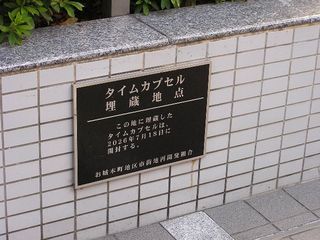 タイムカプセル
埋蔵地点
この地に埋蔵した
タイムカプセルは、
2026年7月18日に
開封する。
お城本町地区市街地再開発組合